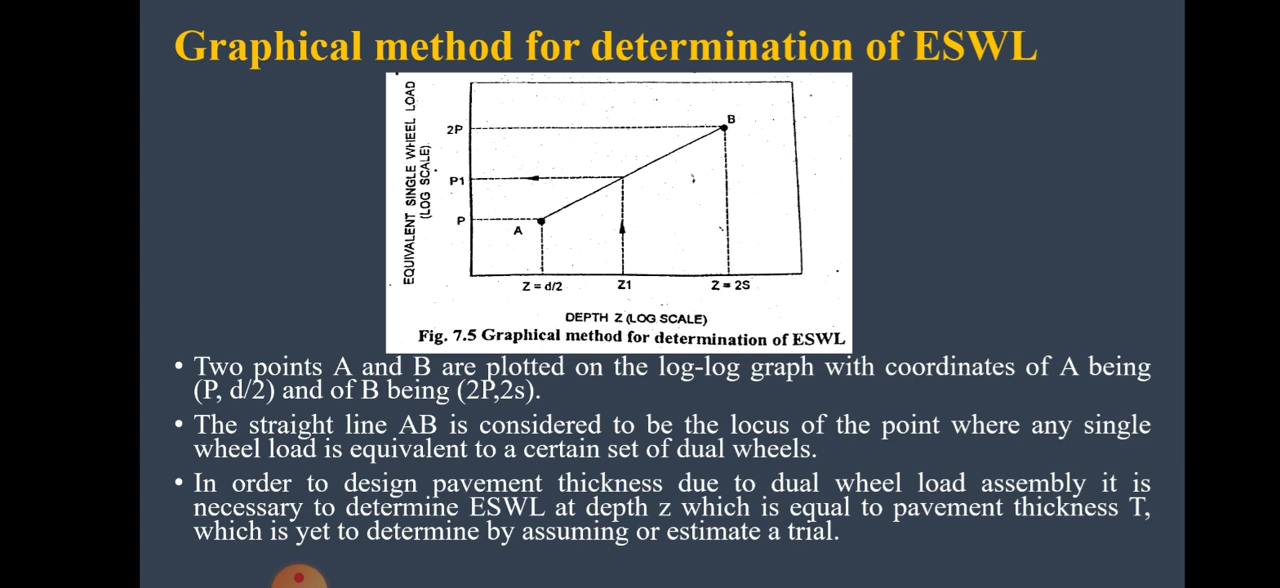 Graphical method for determination of ESWL
EQUIVALENT SINGLE WHEEL LOAD
(LOG SCALE).
2P
P1
P
A
B
Z = d/2
Z1
Z = 2S
DEPTH Z (LOG SCALE)
Fig. 7.5 Graphical method for determination of ESWL
• Two points A and B are plotted on the log-log graph with coordinates of A being
(P, d/2) and of B being (2P,2s).
• The straight line AB is considered to be the locus of the point where any single
wheel load is equivalent to a certain set of dual wheels.
• In order to design pavement thickness due to dual wheel load assembly it is
necessary to determine ESWL at depth z which is equal to pavement thickness T,
which is yet to determine by assuming or estimate a trial.